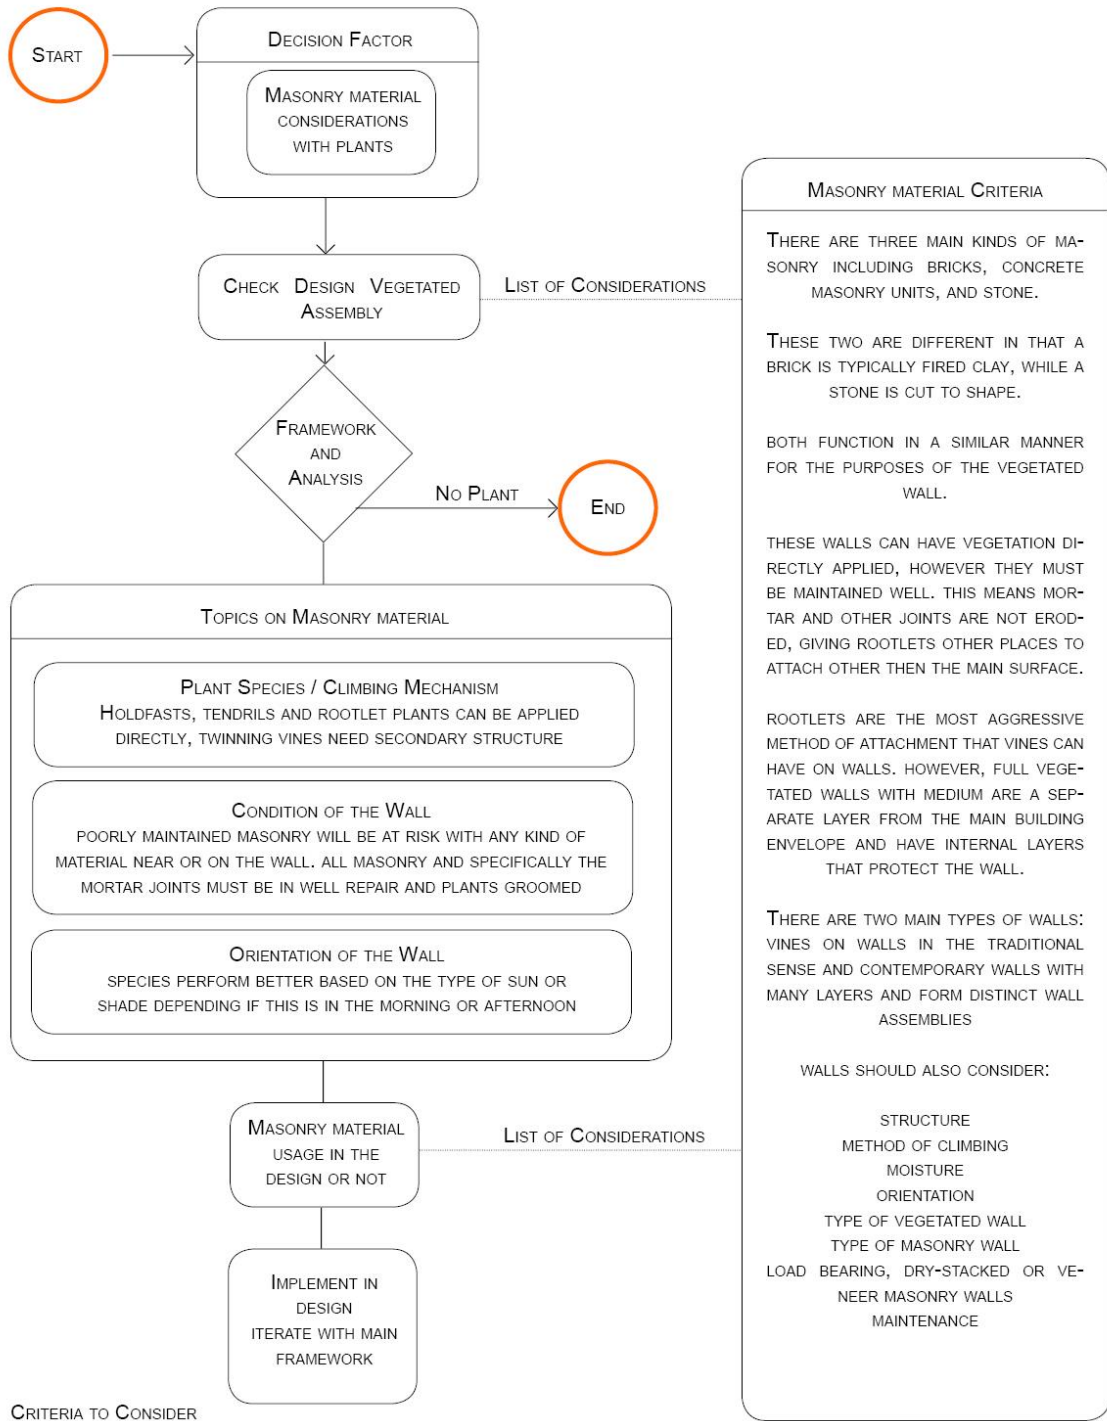 Start
Decision Factor
Masonry material
considerations
with plants
Check Design Vegetated
Assembly
List of Considerations
Framework
and
Analysis
No Plant
End
Topics on Masonry material
Plant Species / Climbing Mechanism
Holdfasts, tendrils and rootlet plants can be applied
directly, twinning vines need secondary structure
Condition of the Wall
poorly maintained masonry will be at risk with any kind of
material near or on the wall. all masonry and specifically the
mortar joints must be in well repair and plants groomed
Orientation of the Wall
species perform better based on the type of sun or
shade depending if this is in the morning or afternoon
Masonry material
usage in the
design or not
List of Considerations
Implement in
design
iterate with main
framework
Criteria to Consider
Masonry material Criteria
There are three main kinds of ma-
sonry including bricks, concrete
masonry units, and stone.
These two are different in that a
brick is typically fired clay, while a
stone is cut to shape.
both function in a similar manner
for the purposes of the vegetated
wall.
these walls can have vegetation di-
rectly applied, however they must
be maintained well. this means mor-
tar and other joints are not erod-
ed, giving rootlets other places to
attach other then the main surface.
rootlets are the most aggressive
method of attachment that vines can
have on walls. however, full vege-
tated walls with medium are a sep-
arate layer from the main building
envelope and have internal layers
that protect the wall.
There are two main types of walls:
vines on walls in the traditional
sense and contemporary walls with
many layers and form distinct wall
assemblies
walls should also consider:
structure
method of climbing
moisture
orientation
type of vegetated wall
type of masonry wall
load bearing, dry-stacked or ve-
neer masonry walls
maintenance